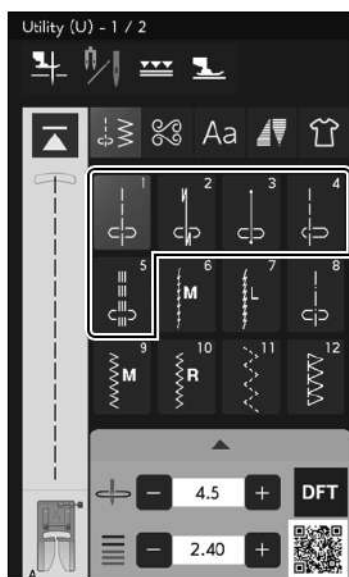 Utility (U) - 1 / 2
Aa
1 2 3 4
5 6 7 8
M L
9 10 11 12
M R
4.5 DFT
2.40
A